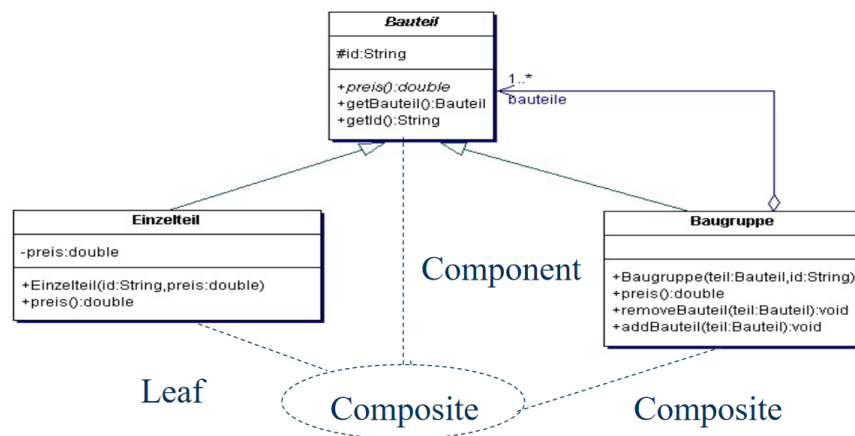 Bauteil
#id:String
+preis():double
+getBauteil():Bauteil
+getId():String
1..*
bauteile
Einzelteil
-preis:double
+Einzelteil(id:String,preis:double)
+preis():double
Baugruppe
+Baugruppe(teil:Bauteil,id:String)
+preis():double
+removeBauteil(teil:Bauteil):void
+addBauteil(teil:Bauteil):void
Component
Leaf
Composite
Composite